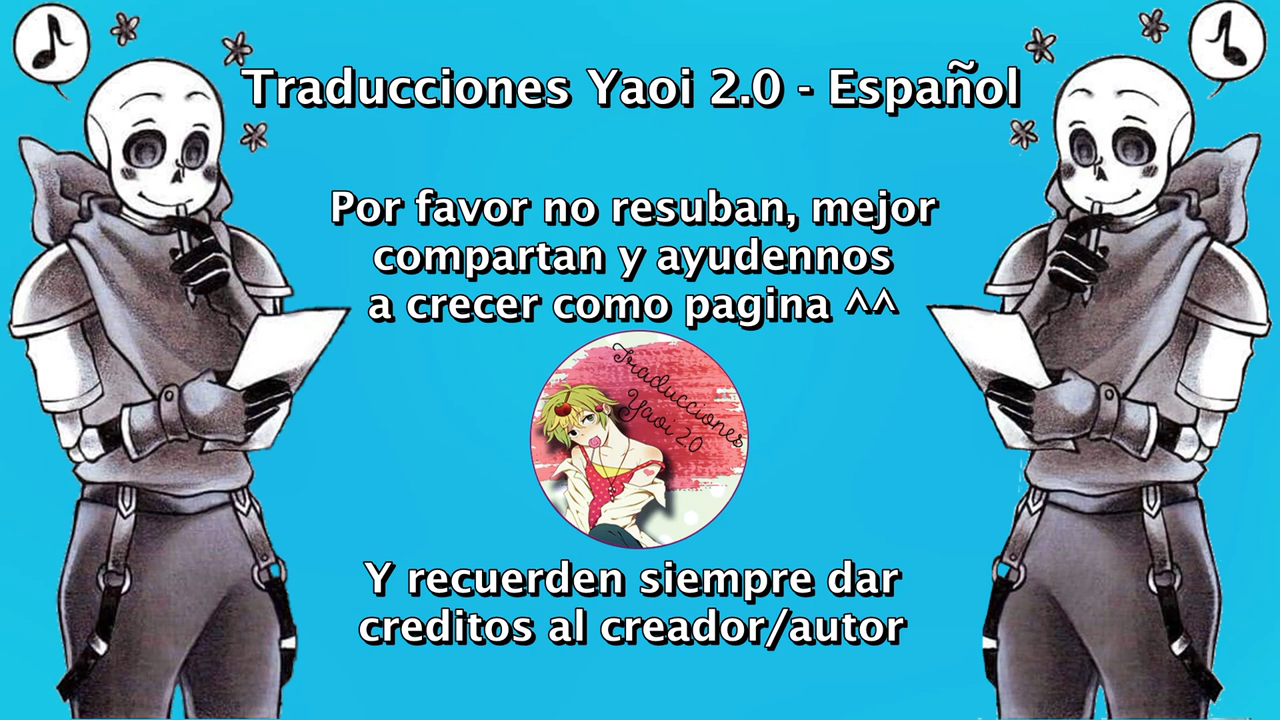 Traducciones Yaoi 2.0 - Español
Por favor no resuban, mejor
compartan y ayudennos
a crecer como pagina ^^
Traducciones
Yaoi 2.0
Y recuerden siempre dar
creditos al creador/autor